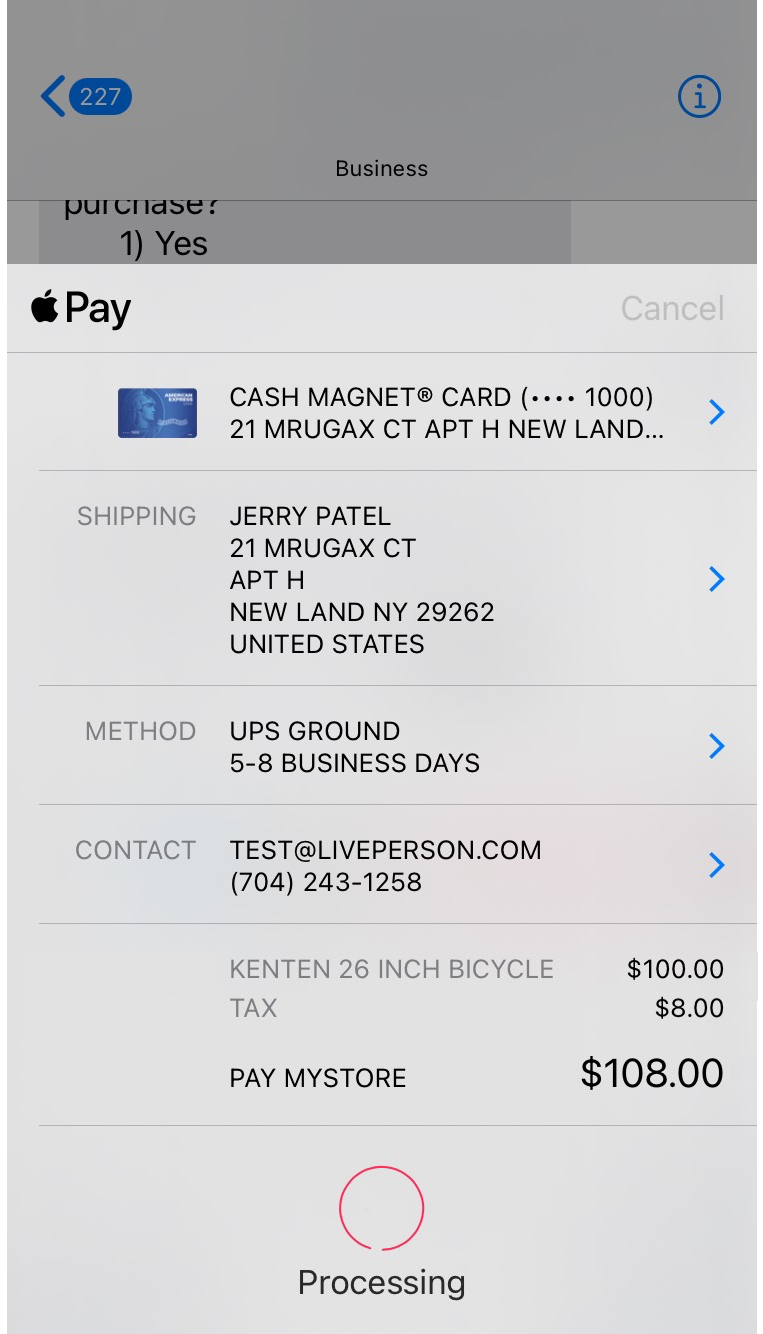 227
Business
purchase?
1) Yes
Pay
Cancel
CASH MAGNET® CARD (•••• 1000)
21 MRUGAX CT APT H NEW LAND...
AMERICAN
EXPRESS
SHIPPING
JERRY PATEL
21 MRUGAX CT
APT H
NEW LAND NY 29262
UNITED STATES
METHOD
UPS GROUND
5-8 BUSINESS DAYS
CONTACT
TEST@LIVEPERSON.COM
(704) 243-1258
KENTEN 26 INCH BICYCLE $100.00
TAX $8.00
PAY MYSTORE $108.00
Processing